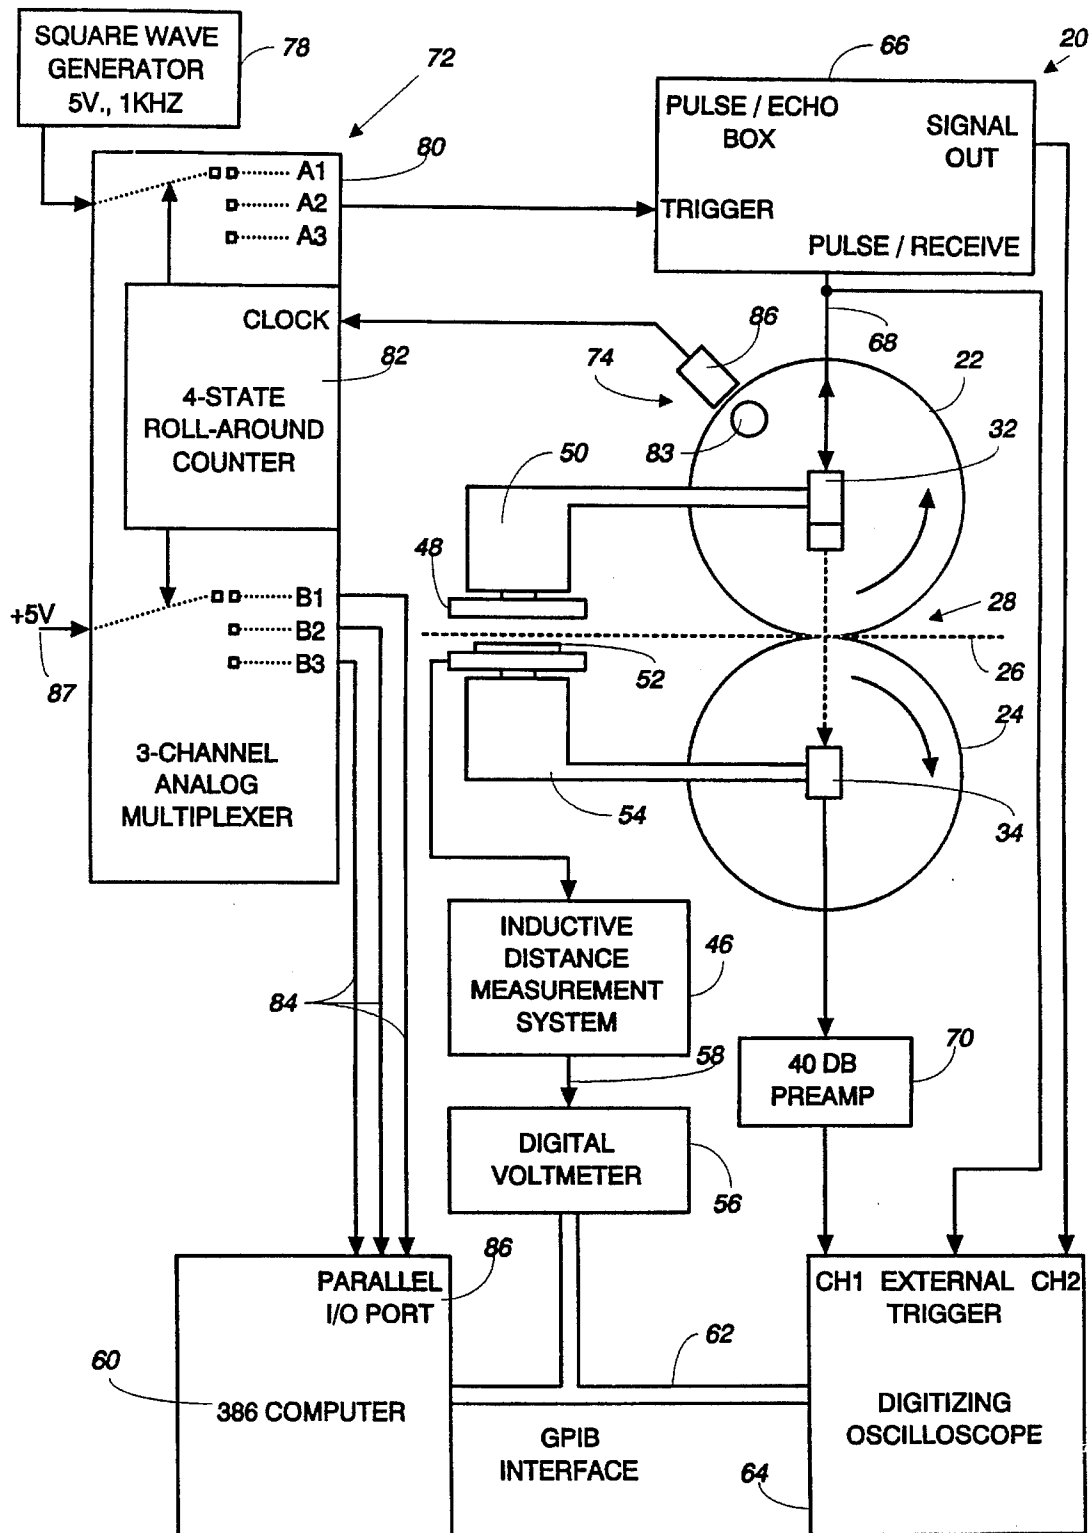 SQUARE WAVE
GENERATOR
5V., 1KHZ
78
72
66
20
PULSE / ECHO
BOX
SIGNAL
OUT
TRIGGER
PULSE / RECEIVE
80
A1
A2
A3
CLOCK
82
4-STATE
ROLL-AROUND
COUNTER
86
68
74
83
22
32
50
48
B1
B2
B3
+5V
87
28
26
52
24
3-CHANNEL
ANALOG
MULTIPLEXER
54
34
INDUCTIVE
DISTANCE
MEASUREMENT
SYSTEM
46
84
58
40 DB
PREAMP
70
DIGITAL
VOLTMETER
56
PARALLEL
I/O PORT
86
CH1
EXTERNAL
TRIGGER
CH2
62
60
386 COMPUTER
DIGITIZING
OSCILLOSCOPE
GPIB
INTERFACE
64